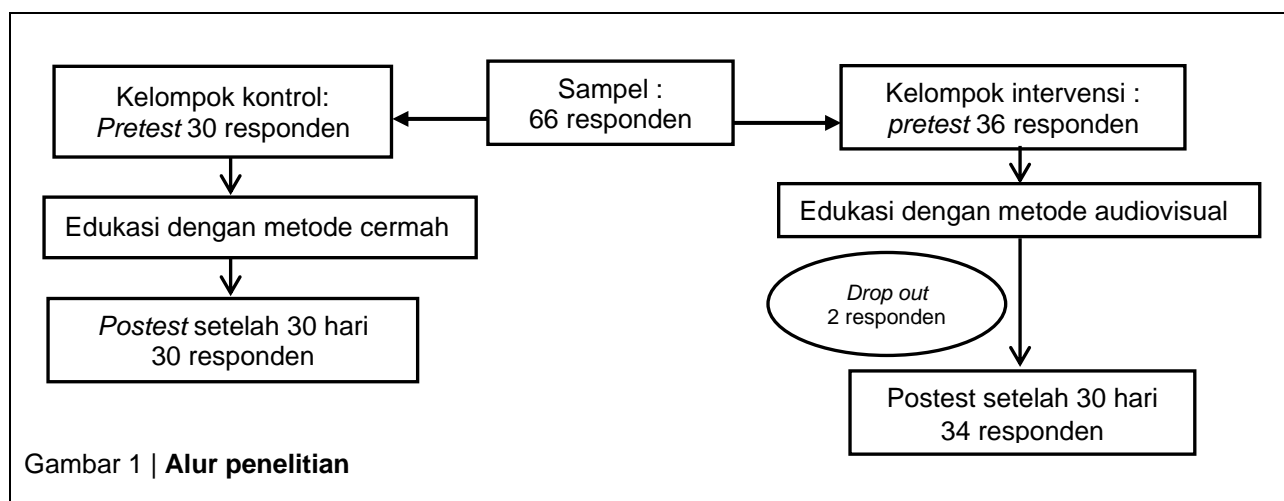 Sampel :
66 responden
Kelompok kontrol:
Pretest 30 responden
Edukasi dengan metode cermah
Postest setelah 30 hari
30 responden
Kelompok intervensi :
pretest 36 responden
Edukasi dengan metode audiovisual
Drop out
2 responden
Postest setelah 30 hari
34 responden
Gambar 1 | Alur penelitian